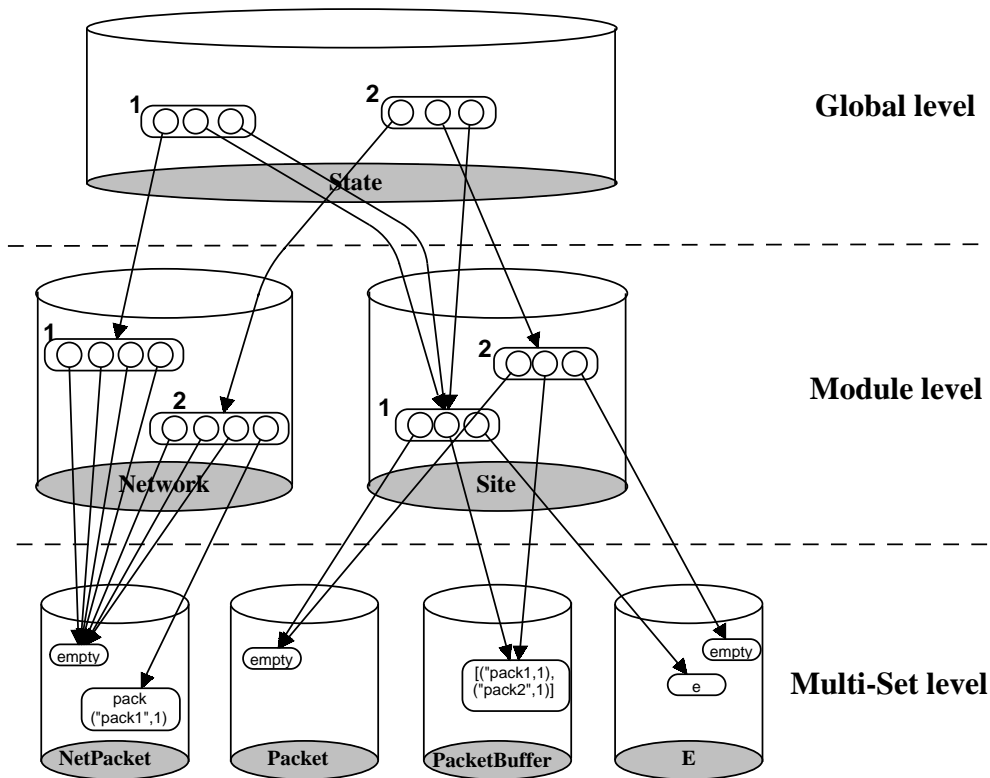 1
2
Global level
State
1
2
2
1
Module level
Network
Site
empty
empty
empty
[("pack1,1),
("pack2",1)]
e
pack
("pack1",1)
Multi-Set level
NetPacket
Packet
PacketBuffer
E